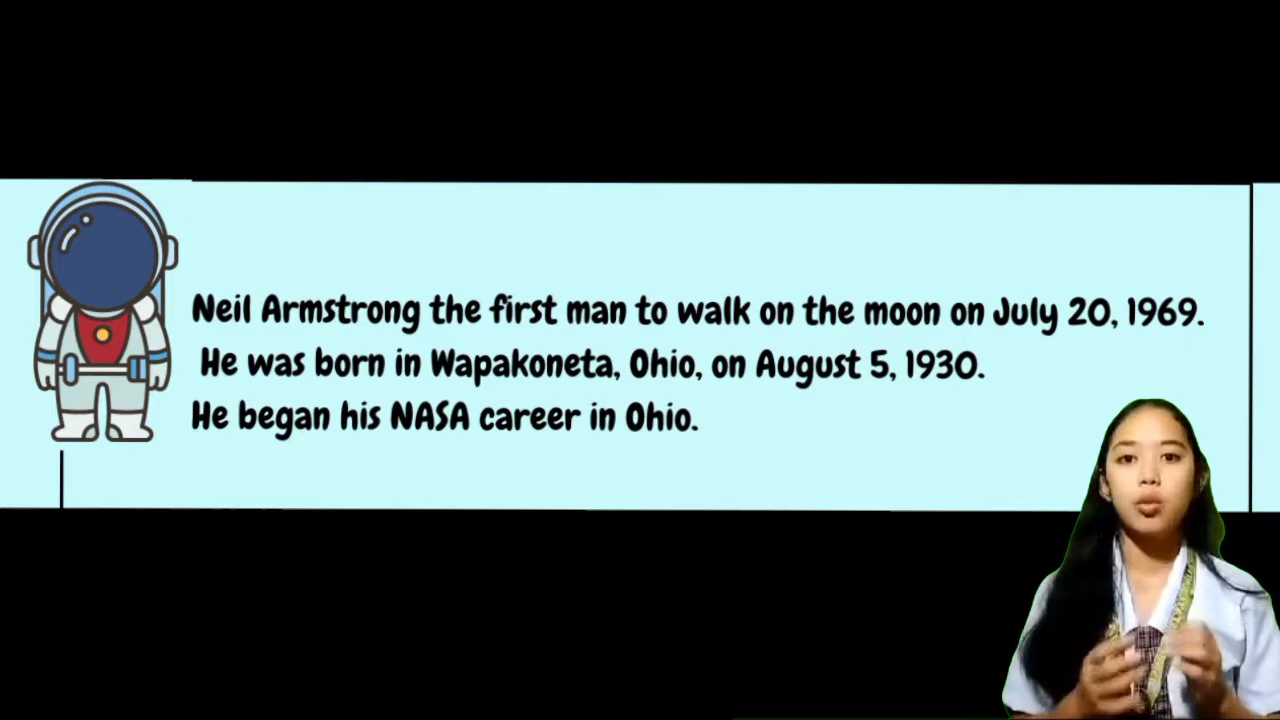 Neil Armstrong the first man to walk on the moon on July 20, 1969.
He was born in Wapakoneta, Ohio, on August 5, 1930.
He began his NASA career in Ohio.